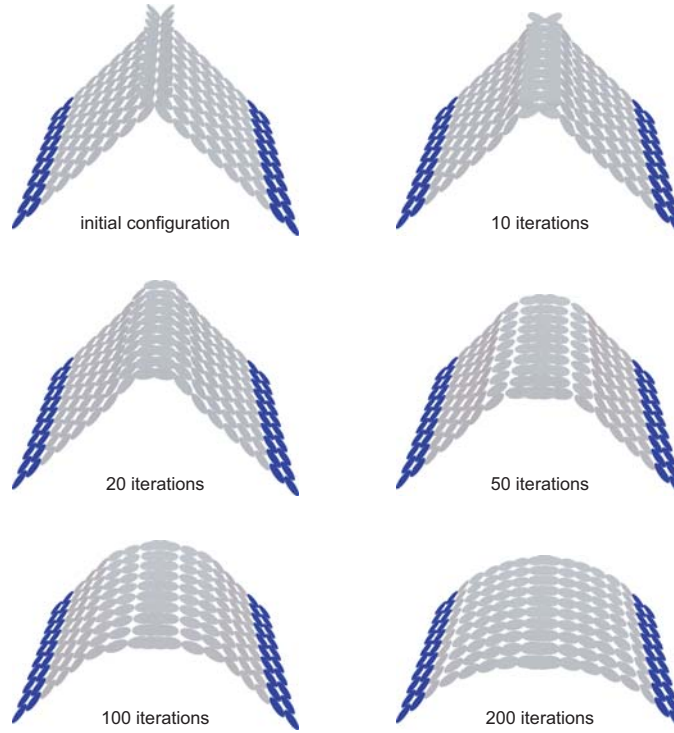 initial configuration
10 iterations
20 iterations
50 iterations
100 iterations
200 iterations